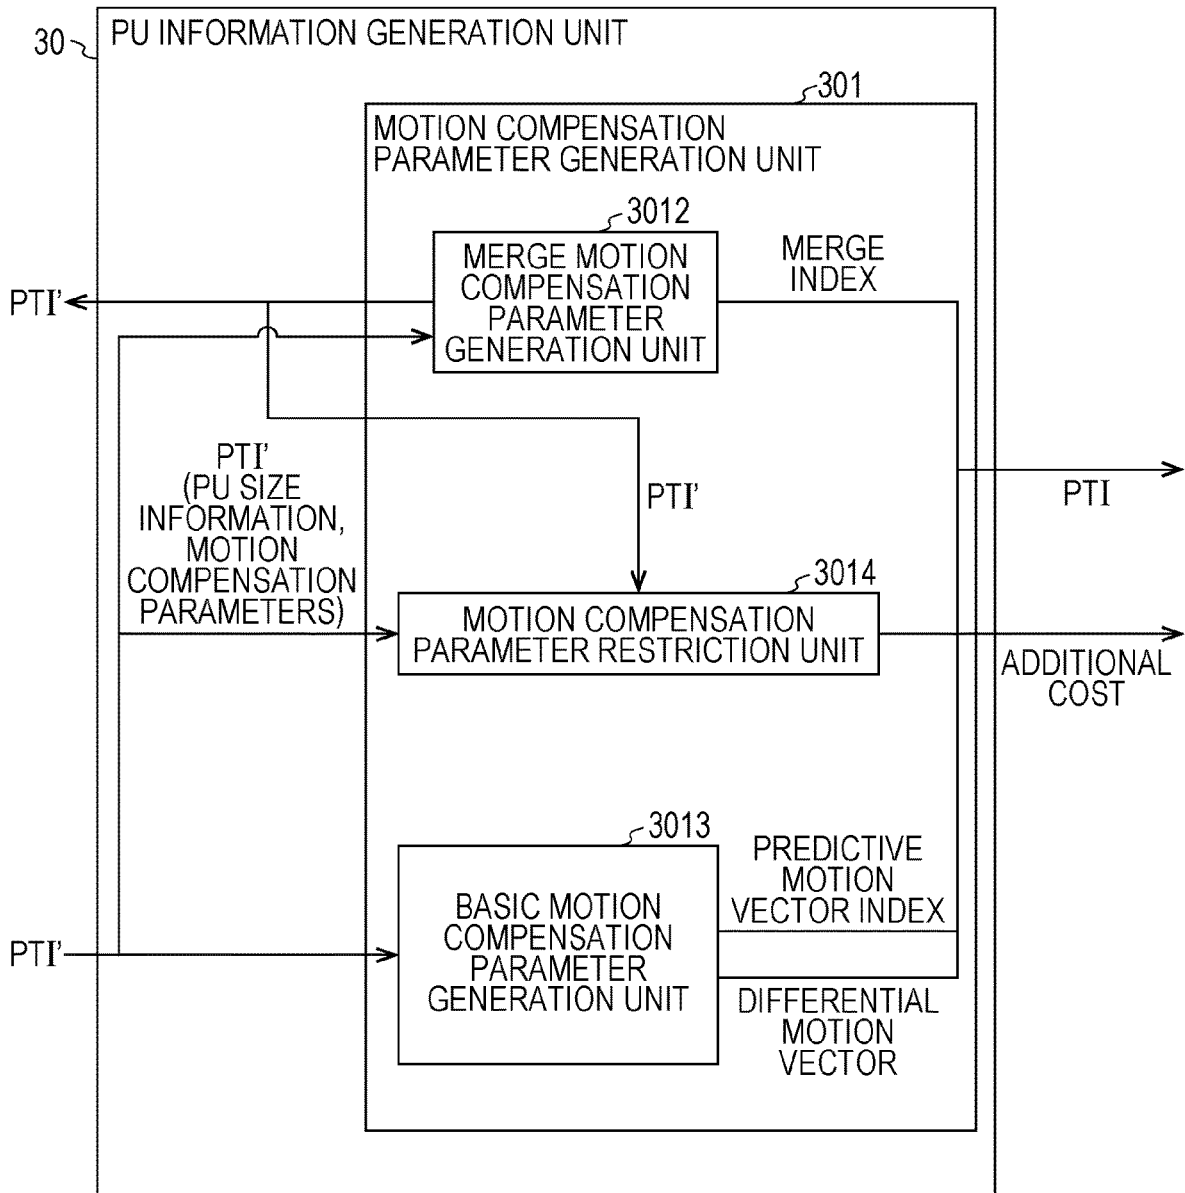 30
PU INFORMATION GENERATION UNIT
301
MOTION COMPENSATION
PARAMETER GENERATION UNIT
3012
MERGE MOTION
COMPENSATION
PARAMETER
GENERATION UNIT
MERGE
INDEX
PTI'
PTI'
(PU SIZE
INFORMATION,
MOTION
COMPENSATION
PARAMETERS)
PTI'
PTI
3014
MOTION COMPENSATION
PARAMETER RESTRICTION UNIT
ADDITIONAL
COST
3013
BASIC MOTION
COMPENSATION
PARAMETER
GENERATION UNIT
PREDICTIVE
MOTION
VECTOR INDEX
PTI'
DIFFERENTIAL
MOTION
VECTOR